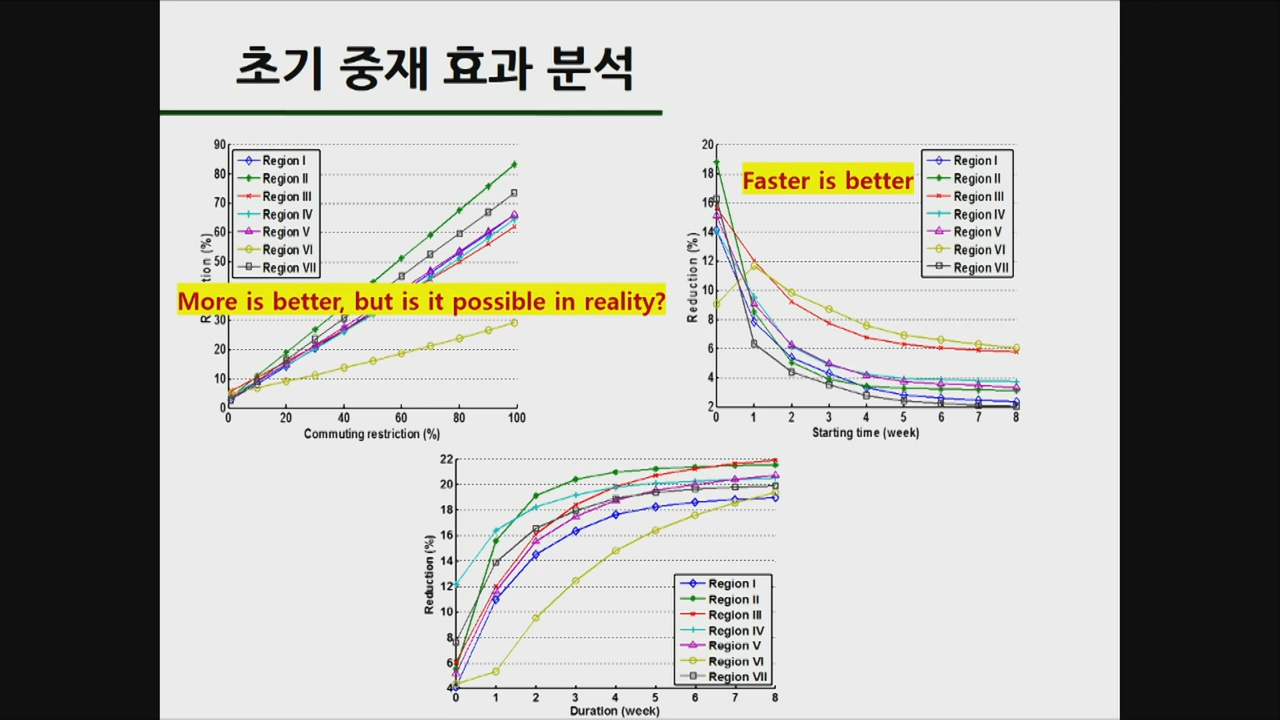 초기 중재 효과 분석
90
80
70
60
50
30
20
10
0
Region I
Region II
Region III
Region IV
Region V
Region VI
Region VII
More is better, but is it possible in reality?
0 20 40 60 80 100
Commuting restriction (%)
20
18
16
14
12
10
8
6
4
2
Reduction (%)
Faster is better
Region I
Region II
Region III
Region IV
Region V
Region VI
Region VII
0 1 2 3 4 5 6 7 8
Starting time (week)
22
20
18
16
14
12
10
8
6
4
Reduction (%)
Region I
Region II
Region III
Region IV
Region V
Region VI
Region VII
0 1 2 3 4 5 6 7 8
Duration (week)